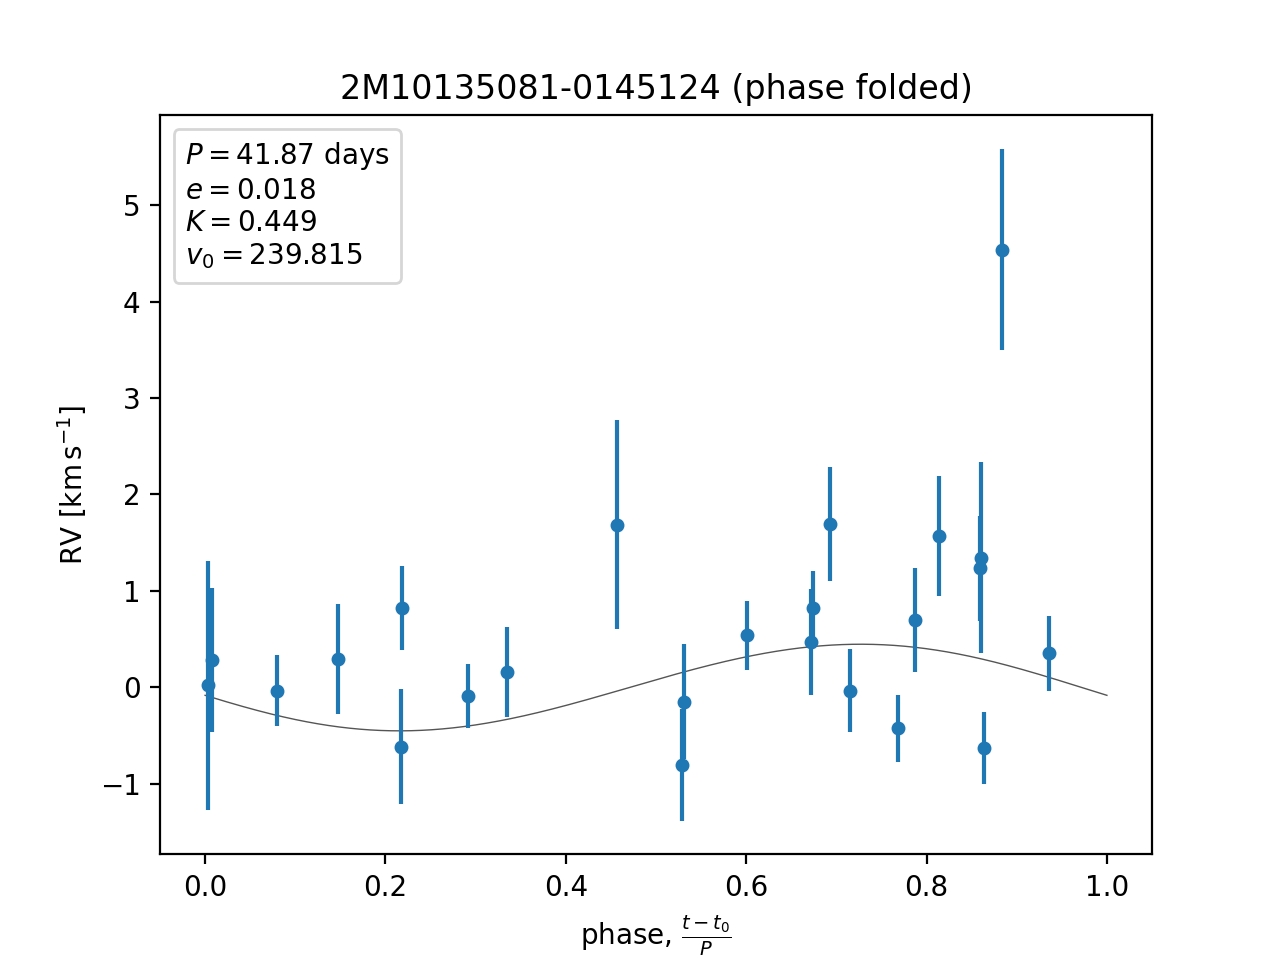 2M10135081-0145124 (phase folded)
P = 41.87 days
e = 0.018
K = 0.449
v₀ = 239.815
5
4
3
2
1
0
−1
RV [km s⁻¹]
0.0 0.2 0.4 0.6 0.8 1.0
phase, (t − t₀)/P